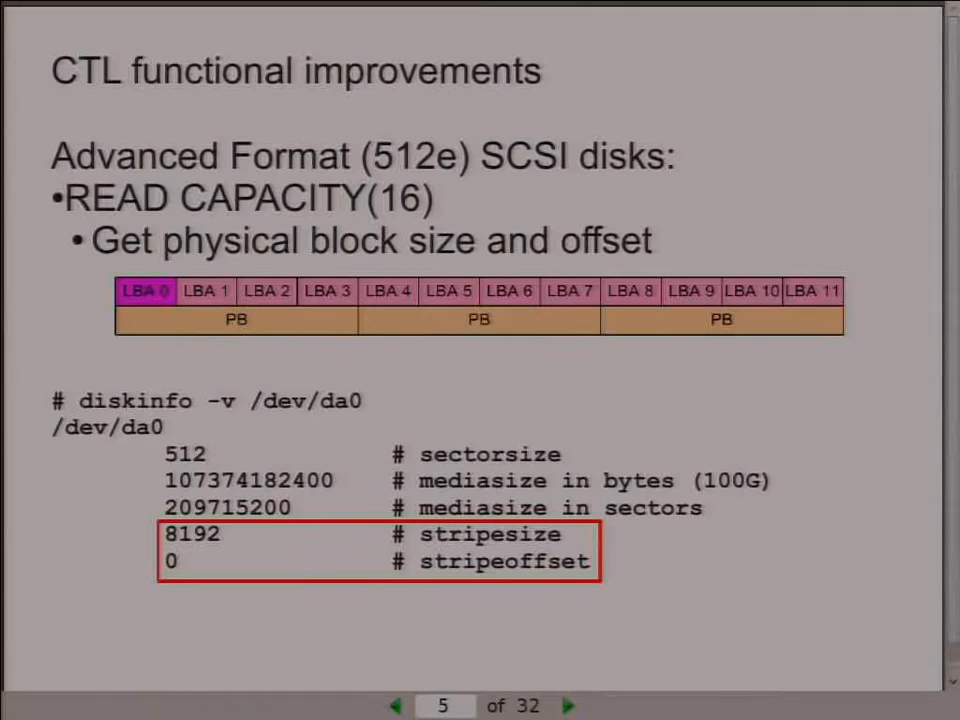 CTL functional improvements
Advanced Format (512e) SCSI disks:
•READ CAPACITY(16)
• Get physical block size and offset
LBA 0 LBA 1 LBA 2 LBA 3 LBA 4 LBA 5 LBA 6 LBA 7 LBA 8 LBA 9 LBA 10 LBA 11
PB PB PB
# diskinfo -v /dev/da0
/dev/da0
512 # sectorsize
107374182400 # mediasize in bytes (100G)
209715200 # mediasize in sectors
8192 # stripesize
0 # stripeoffset
5 of 32